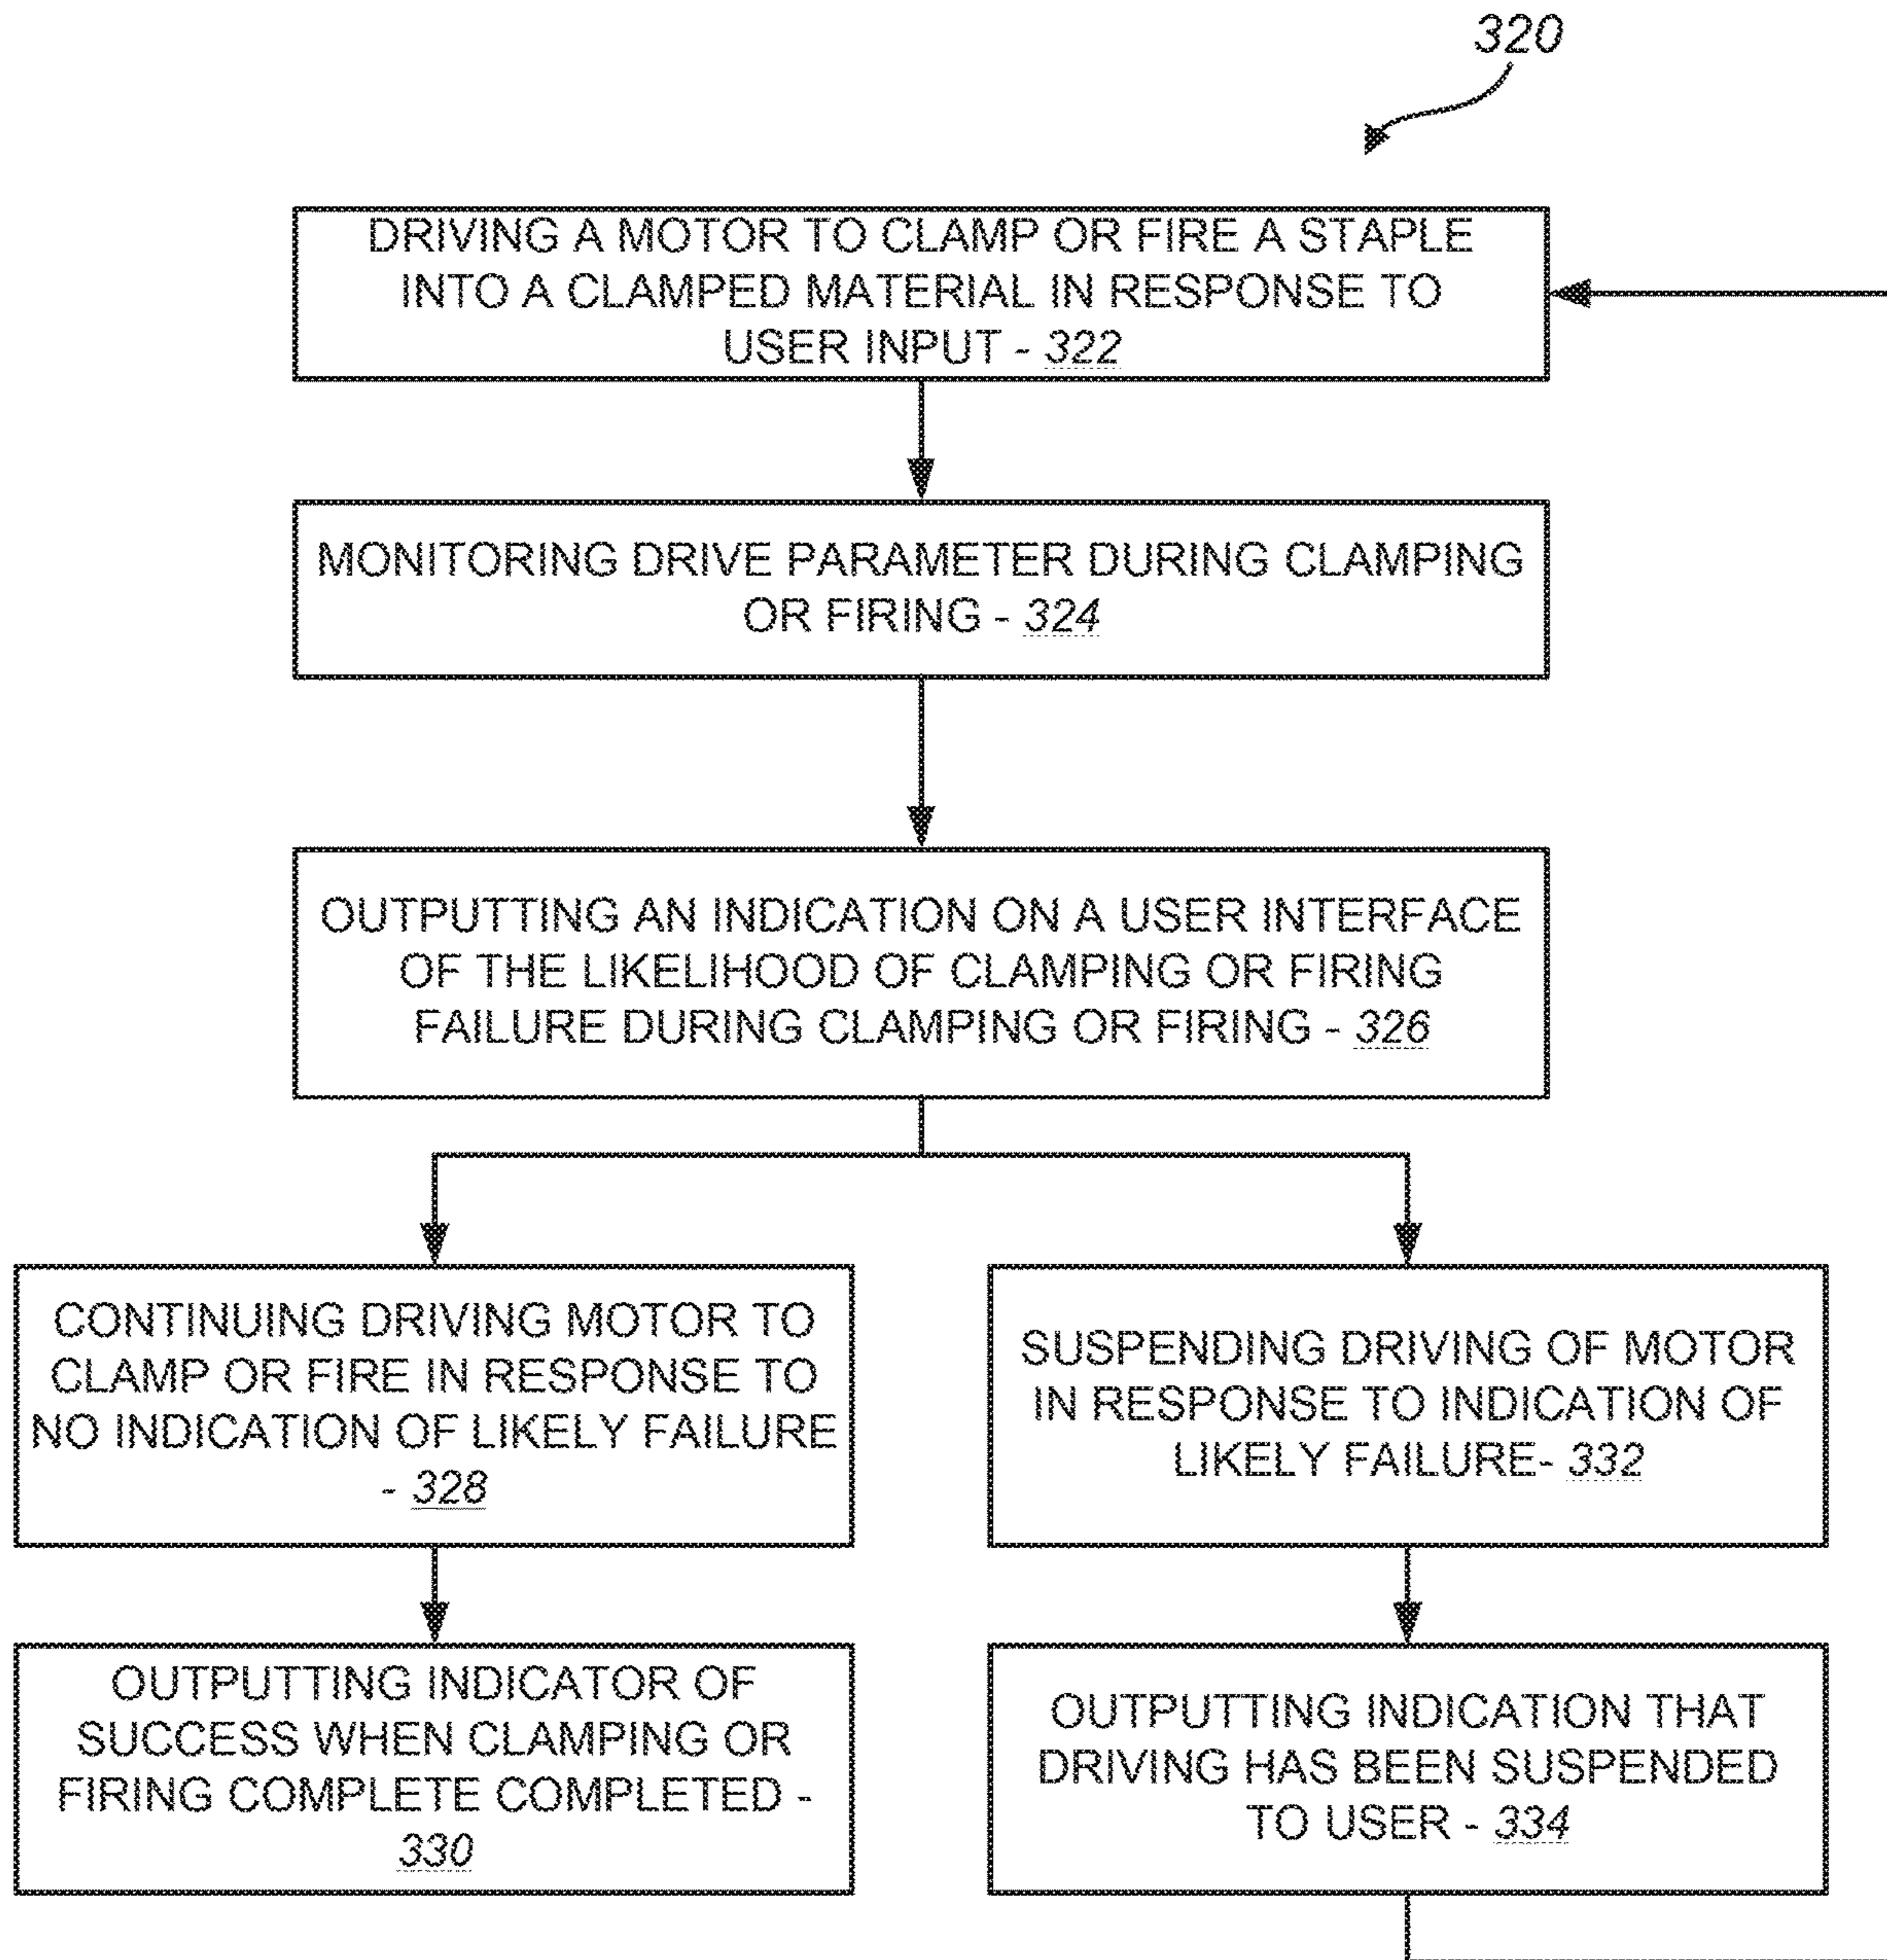 320
DRIVING A MOTOR TO CLAMP OR FIRE A STAPLE
INTO A CLAMPED MATERIAL IN RESPONSE TO
USER INPUT - 322
MONITORING DRIVE PARAMETER DURING CLAMPING
OR FIRING - 324
OUTPUTTING AN INDICATION ON A USER INTERFACE
OF THE LIKELIHOOD OF CLAMPING OR FIRING
FAILURE DURING CLAMPING OR FIRING - 326
CONTINUING DRIVING MOTOR TO
CLAMP OR FIRE IN RESPONSE TO
NO INDICATION OF LIKELY FAILURE
- 328
SUSPENDING DRIVING OF MOTOR
IN RESPONSE TO INDICATION OF
LIKELY FAILURE- 332
OUTPUTTING INDICATOR OF
SUCCESS WHEN CLAMPING OR
FIRING COMPLETE COMPLETED -
330
OUTPUTTING INDICATION THAT
DRIVING HAS BEEN SUSPENDED
TO USER - 334